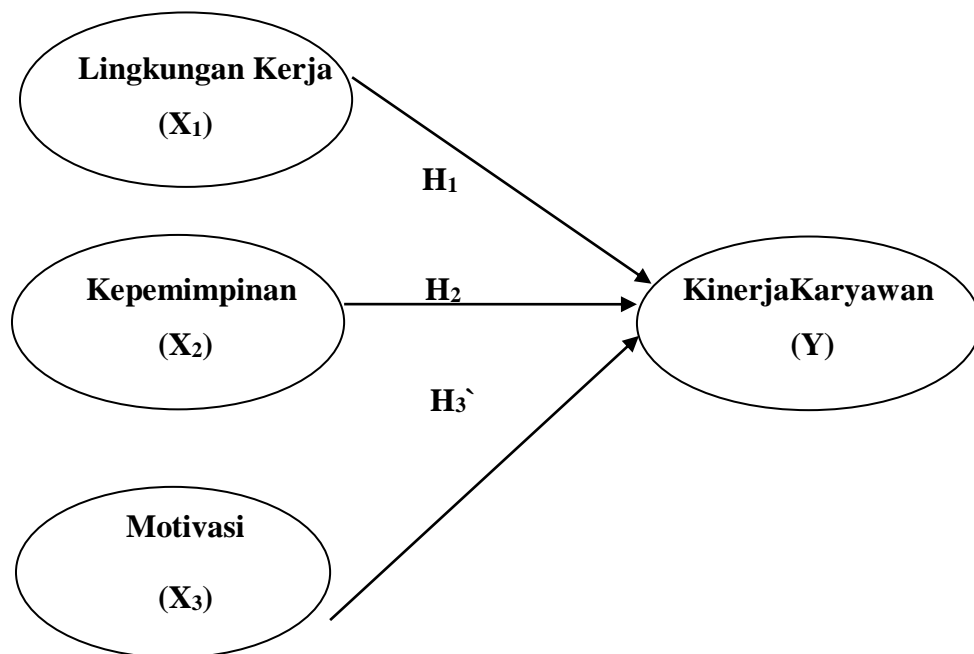 Lingkungan Kerja
(X₁)
H₁
Kepemimpinan
(X₂)
H₂
KinerjaKaryawan
(Y)
H₃`
Motivasi
(X₃)